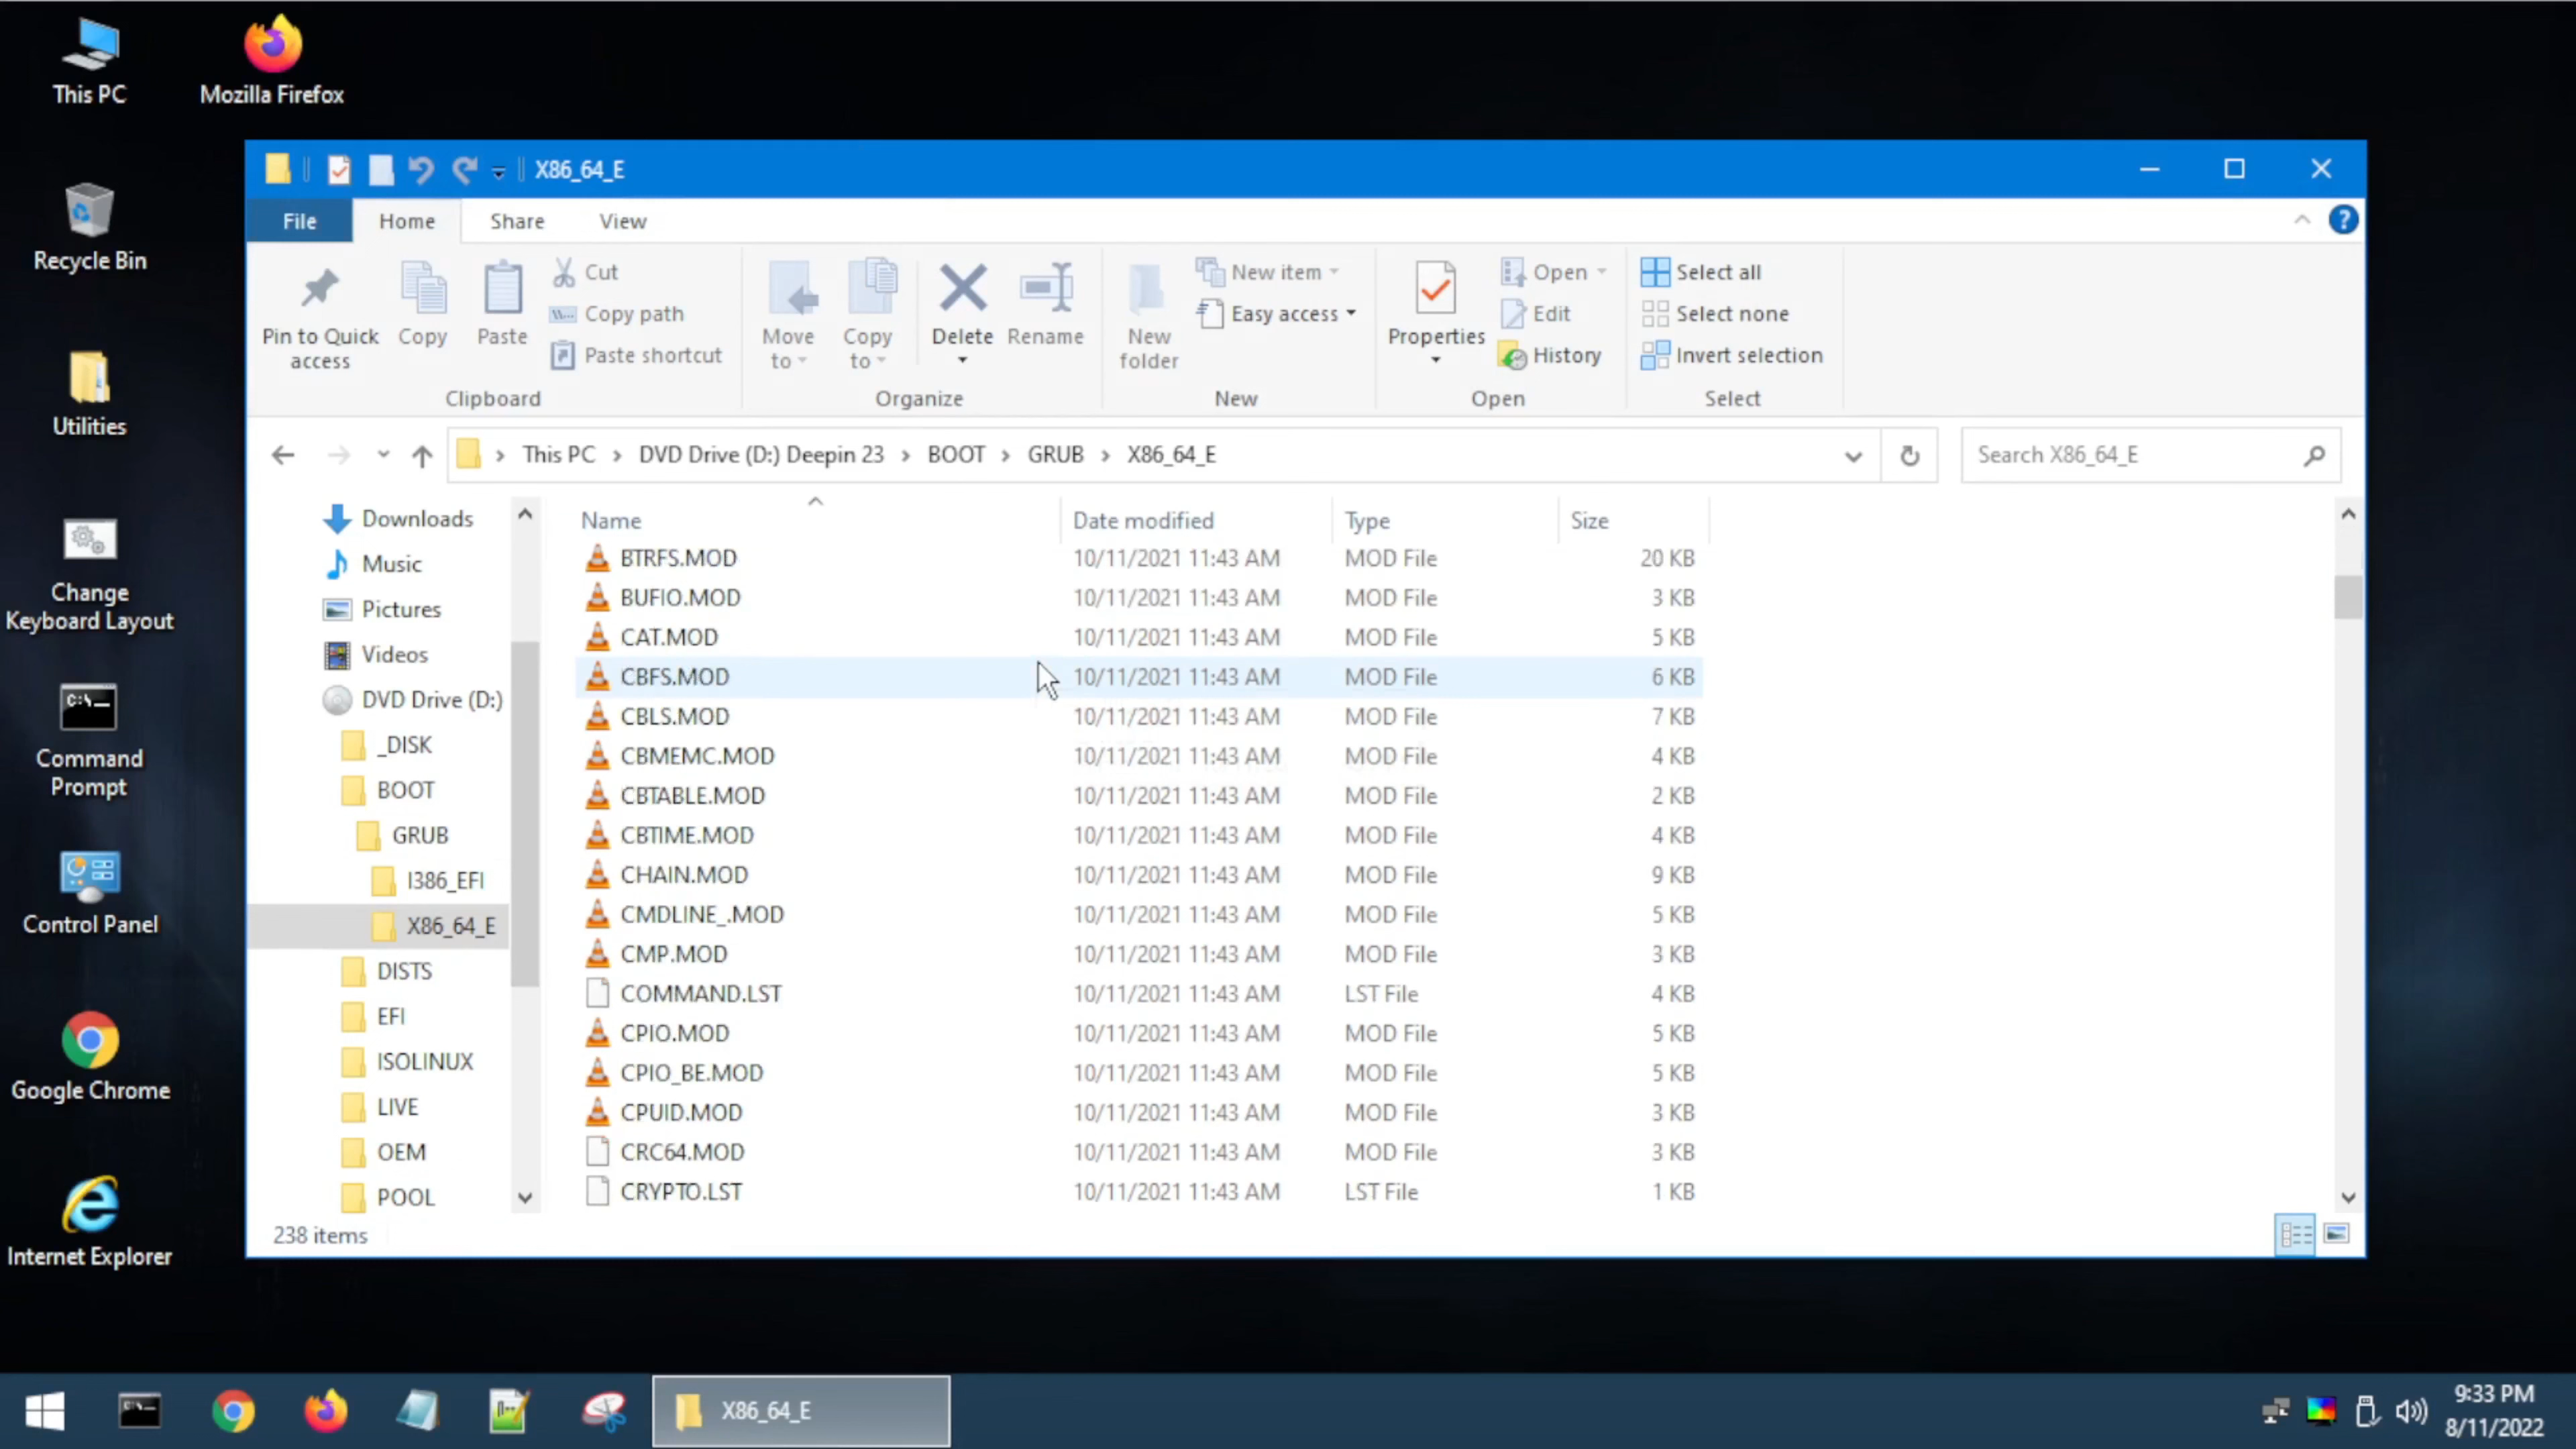 This PC
Mozilla Firefox
Recycle Bin
Utilities
Change
Keyboard Layout
C:\
Command
Prompt
Control Panel
Google Chrome
Internet Explorer
X86_64_E
File Home Share View
Pin to Quick
access
Copy
Paste
Cut
Copy path
Paste shortcut
Clipboard
Move
to
Copy
to
Delete
Rename
Organize
New
folder
New item
Easy access
New
Properties
Open
Edit
History
Open
Select all
Select none
Invert selection
Select
This PC DVD Drive (D:) Deepin 23 BOOT GRUB X86_64_E
Search X86_64_E
Downloads
Music
Pictures
Videos
DVD Drive (D:)
_DISK
BOOT
GRUB
I386_EFI
X86_64_E
DISTS
EFI
ISOLINUX
LIVE
OEM
POOL
Name Date modified Type Size
BTRFS.MOD 10/11/2021 11:43 AM MOD File 20 KB
BUFIO.MOD 10/11/2021 11:43 AM MOD File 3 KB
CAT.MOD 10/11/2021 11:43 AM MOD File 5 KB
CBFS.MOD 10/11/2021 11:43 AM MOD File 6 KB
CBLS.MOD 10/11/2021 11:43 AM MOD File 7 KB
CBMEMC.MOD 10/11/2021 11:43 AM MOD File 4 KB
CBTABLE.MOD 10/11/2021 11:43 AM MOD File 2 KB
CBTIME.MOD 10/11/2021 11:43 AM MOD File 4 KB
CHAIN.MOD 10/11/2021 11:43 AM MOD File 9 KB
CMDLINE_.MOD 10/11/2021 11:43 AM MOD File 5 KB
CMP.MOD 10/11/2021 11:43 AM MOD File 3 KB
COMMAND.LST 10/11/2021 11:43 AM LST File 4 KB
CPIO.MOD 10/11/2021 11:43 AM MOD File 5 KB
CPIO_BE.MOD 10/11/2021 11:43 AM MOD File 5 KB
CPUID.MOD 10/11/2021 11:43 AM MOD File 3 KB
CRC64.MOD 10/11/2021 11:43 AM MOD File 3 KB
CRYPTO.LST 10/11/2021 11:43 AM LST File 1 KB
238 items
X86_64_E
9:33 PM
8/11/2022